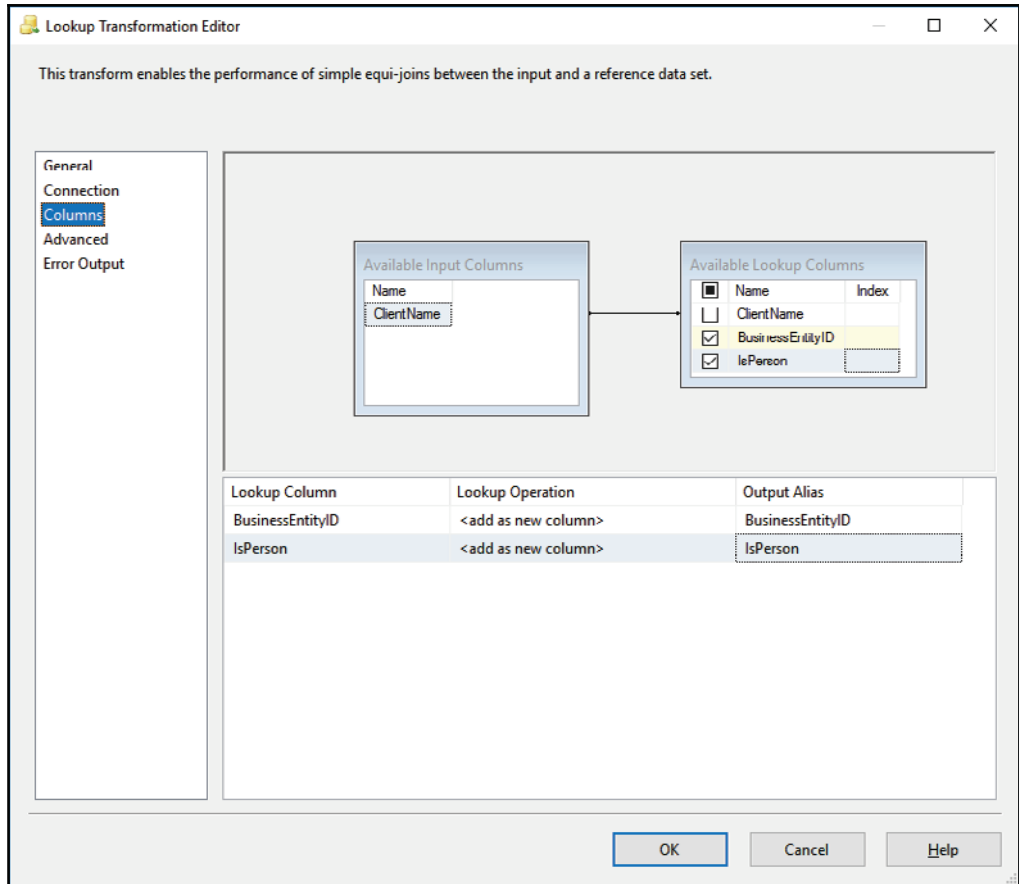 Lookup Transformation Editor
This transform enables the performance of simple equi-joins between the input and a reference data set.
General
Connection
Columns
Advanced
Error Output
Available Input Columns
Name
ClientName
Available Lookup Columns
Name Index
ClientName
BusinessEntityID
IsPerson
Lookup Column Lookup Operation Output Alias
BusinessEntityID <add as new column> BusinessEntityID
IsPerson <add as new column> IsPerson
OK Cancel Help